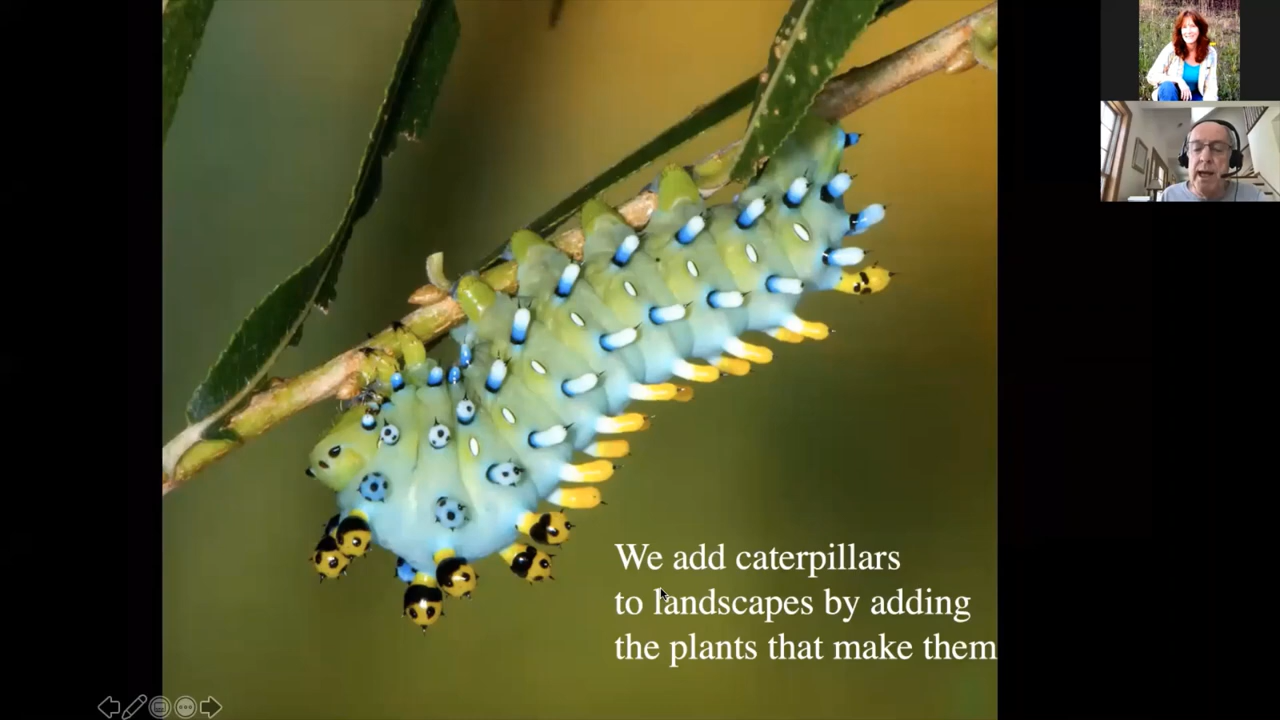 We add caterpillars
to landscapes by adding
the plants that make them